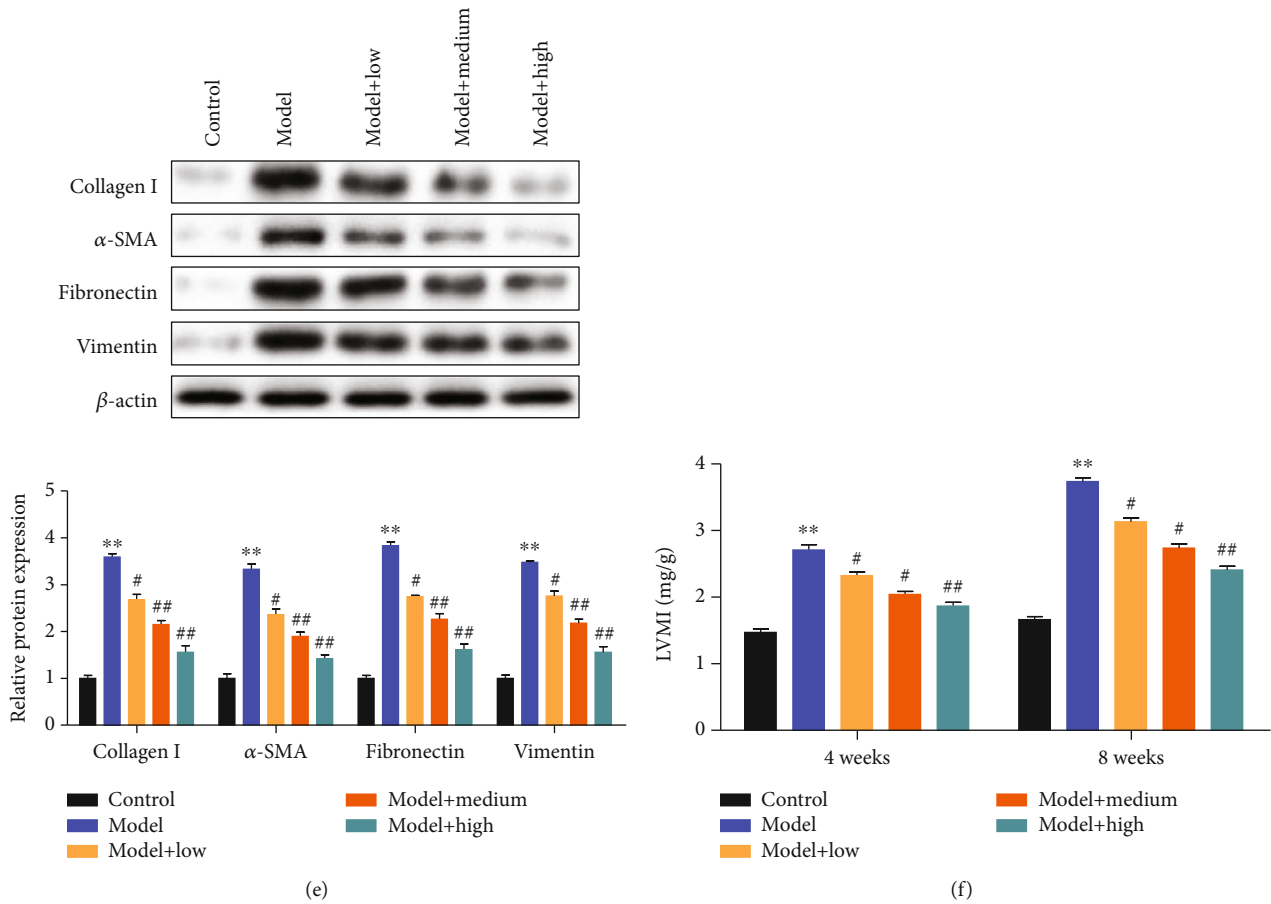 Control
Model
Model+low
Model+medium
Model+high
Collagen I
α-SMA
Fibronectin
Vimentin
β-actin
Relative protein expression
5
4
3
2
1
0
** # ## ##
** # ## ##
** # ## ##
** # ## ##
Collagen I α-SMA Fibronectin Vimentin
Control
Model
Model+low
Model+medium
Model+high
(e)
LVMI (mg/g)
4
3
2
1
0
** # # ##
** # # ##
4 weeks 8 weeks
Control
Model
Model+low
Model+medium
Model+high
(f)